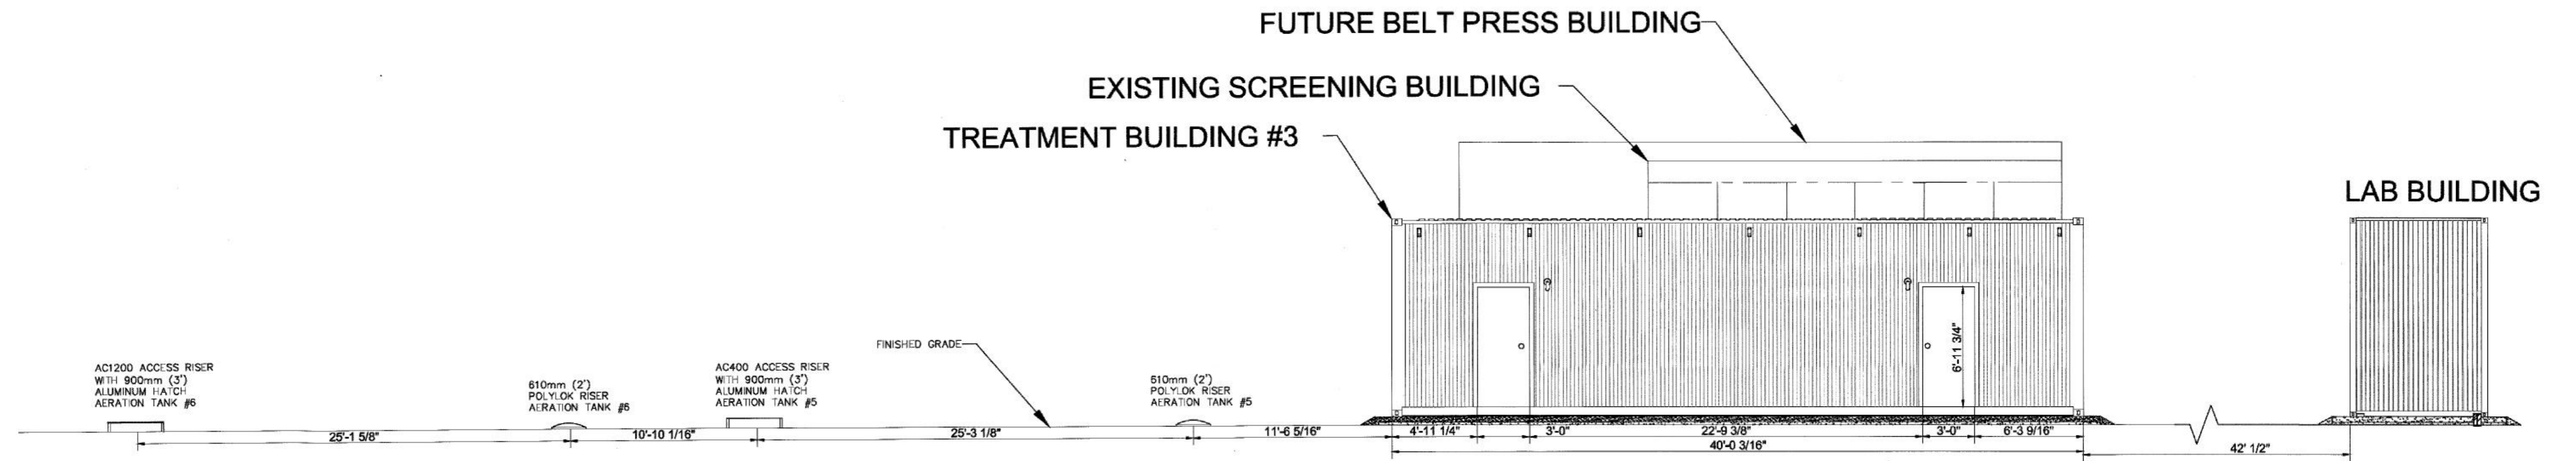 FUTURE BELT PRESS BUILDING
EXISTING SCREENING BUILDING
TREATMENT BUILDING #3
LAB BUILDING
FINISHED GRADE
AC1200 ACCESS RISER
WITH 900mm (3')
ALUMINUM HATCH
AERATION TANK #6
610mm (2')
POLYLOK RISER
AERATION TANK #6
AC400 ACCESS RISER
WITH 900mm (3')
ALUMINUM HATCH
AERATION TANK #5
610mm (2')
POLYLOK RISER
AERATION TANK #5
6'-11 3/4"
25'-1 5/8"
10'-10 1/16"
25'-3 1/8"
11'-6 5/16"
4'-11 1/4"
3'-0"
22'-9 3/8"
3'-0"
6'-3 9/16"
40'-0 3/16"
42' 1/2"